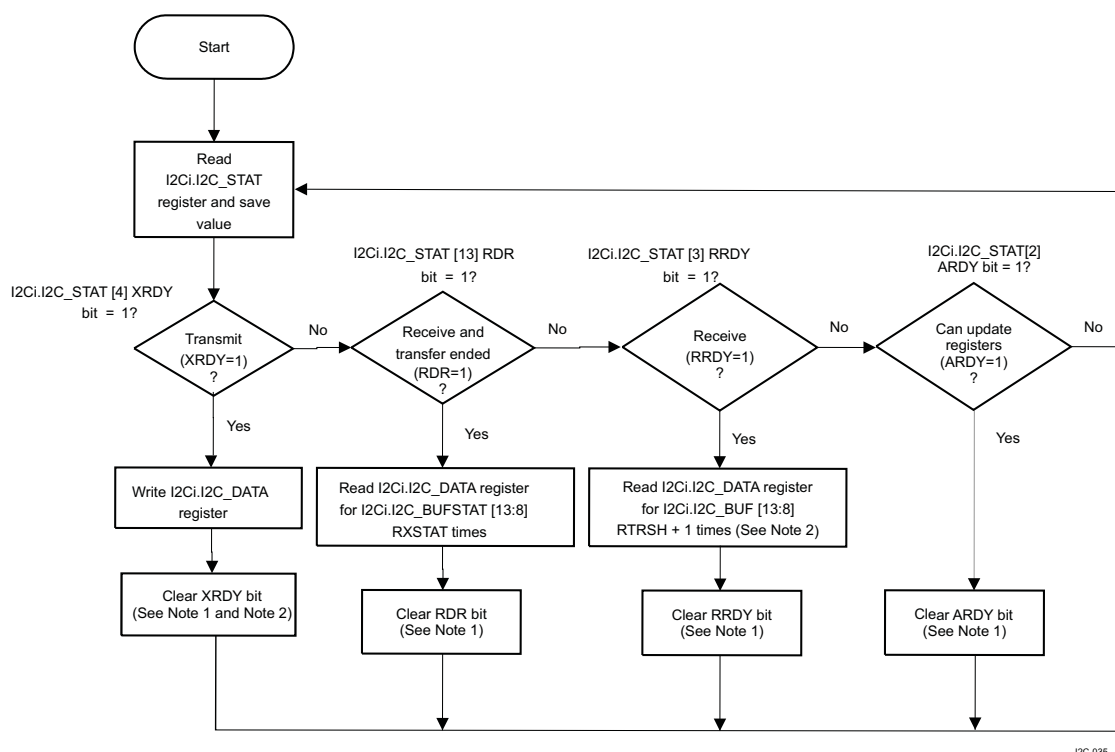 Start
Read
I2Ci.I2C_STAT
register and save
value
I2Ci.I2C_STAT [4] XRDY
bit = 1?
Transmit
(XRDY=1)
?
No
Yes
I2Ci.I2C_STAT [13] RDR
bit = 1?
Receive and
transfer ended
(RDR=1)
?
No
Yes
I2Ci.I2C_STAT [3] RRDY
bit = 1?
Receive
(RRDY=1)
?
No
Yes
I2Ci.I2C_STAT[2]
ARDY bit = 1?
Can update
registers
(ARDY=1)
?
No
Yes
Write I2Ci.I2C_DATA
register
Read I2Ci.I2C_DATA register
for I2Ci.I2C_BUFSTAT [13:8]
RXSTAT times
Read I2Ci.I2C_DATA register
for I2Ci.I2C_BUF [13:8]
RTRSH + 1 times (See Note 2)
Clear XRDY bit
(See Note 1 and Note 2)
Clear RDR bit
(See Note 1)
Clear RRDY bit
(See Note 1)
Clear ARDY bit
(See Note 1)
I2C-035